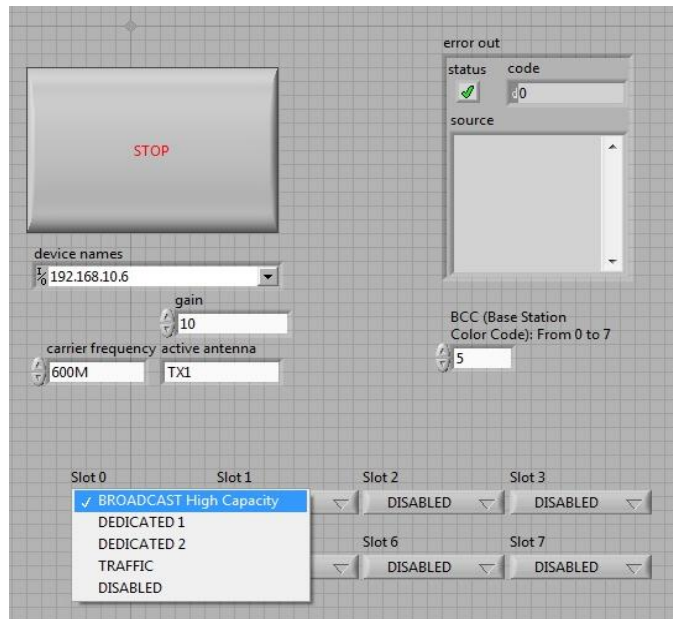 error out
status code
0
source
STOP
device names
192.168.10.6
gain
10
BCC (Base Station
Color Code): From 0 to 7
5
carrier frequency active antenna
600M TX1
Slot 0 Slot 1 Slot 2 Slot 3
✓ BROADCAST High Capacity DISABLED DISABLED
DEDICATED 1
DEDICATED 2
Slot 6 Slot 7
TRAFFIC DISABLED DISABLED
DISABLED